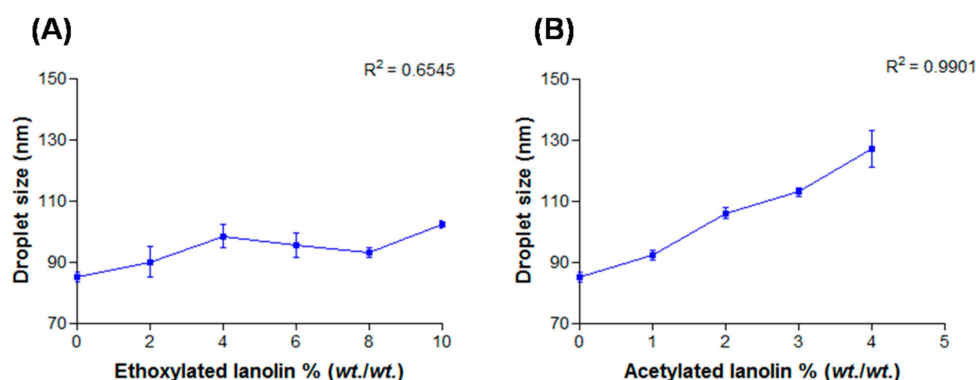 (A)
R² = 0.6545
150
130
110
90
70
Droplet size (nm)
0 2 4 6 8 10
Ethoxylated lanolin % (wt./wt.)
(B)
R² = 0.9901
150
130
110
90
70
Droplet size (nm)
0 1 2 3 4 5
Acetylated lanolin % (wt./wt.)